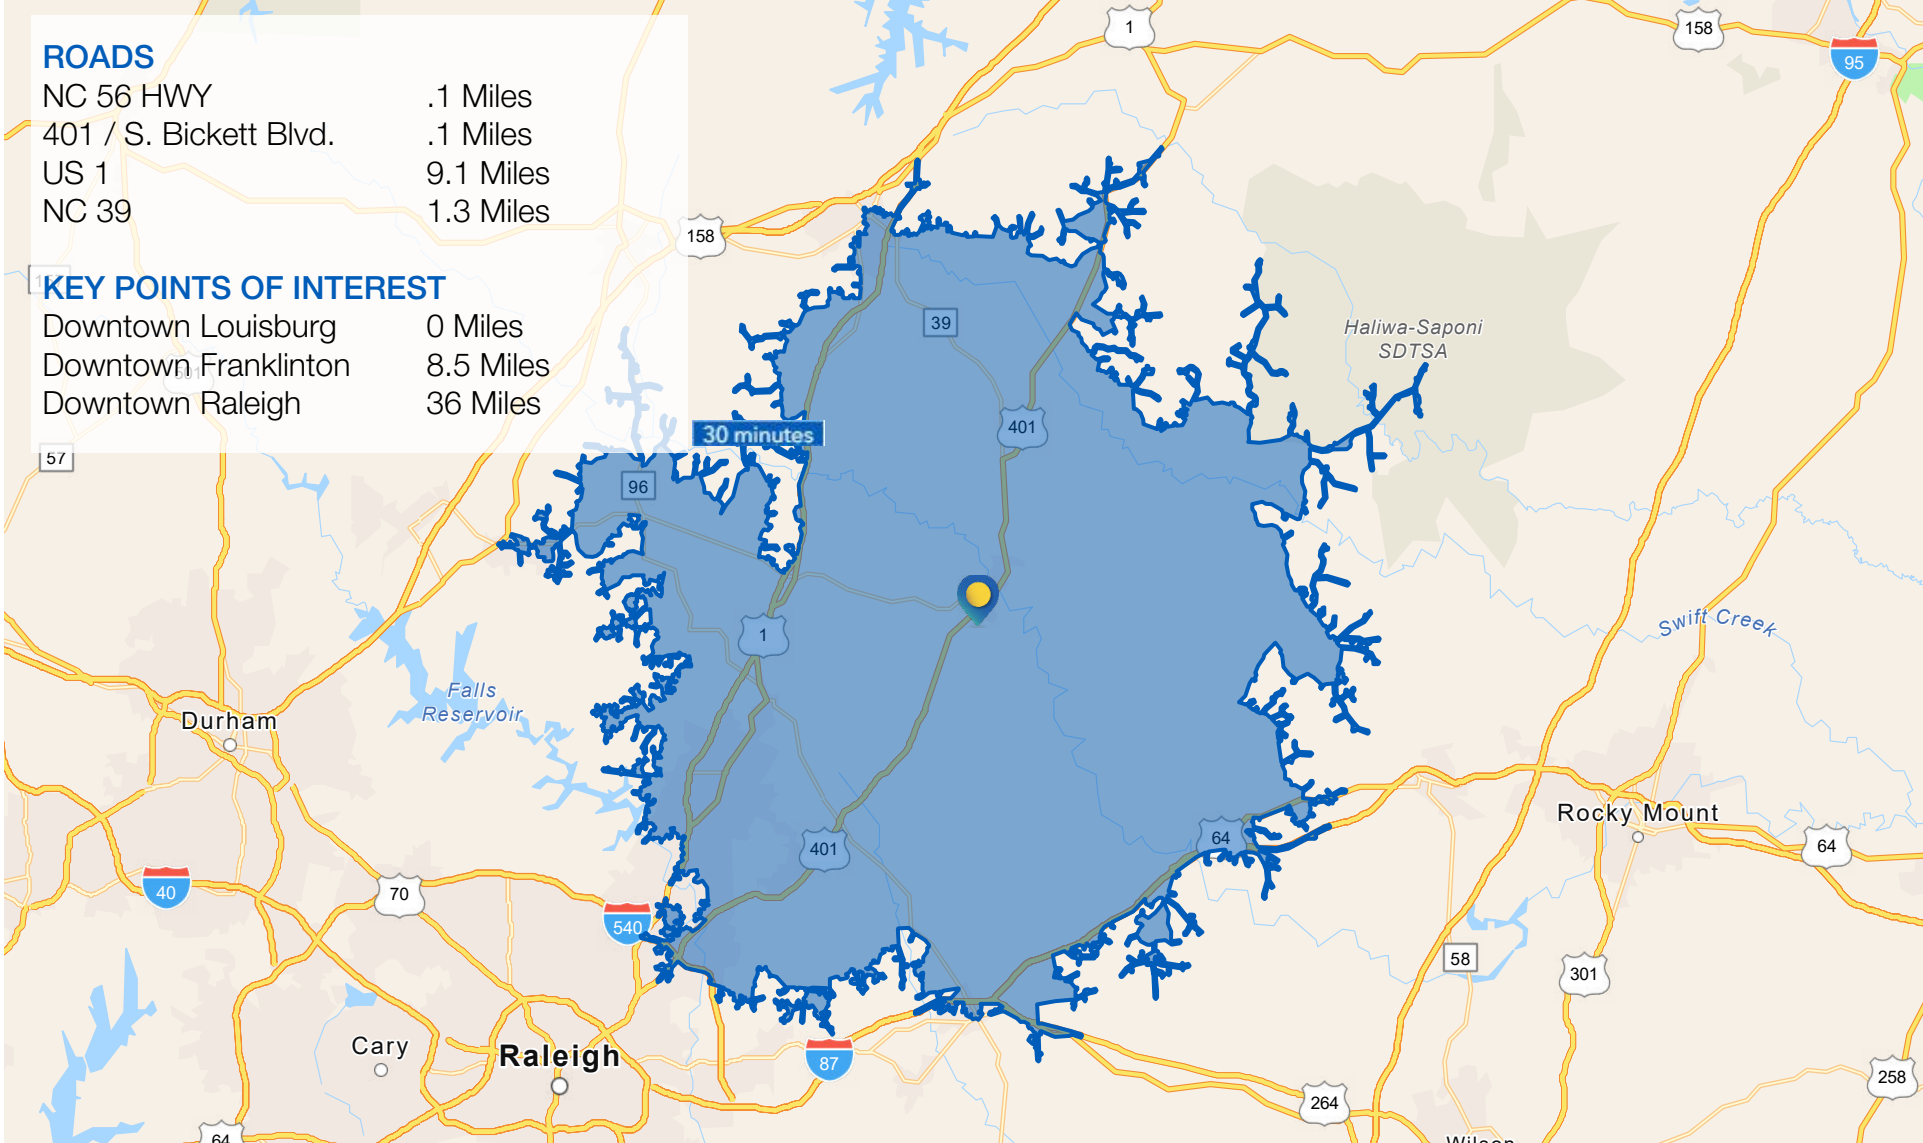 ROADS
NC 56 HWY .1 Miles
401 / S. Bickett Blvd. .1 Miles
US 1 9.1 Miles
NC 39 1.3 Miles
KEY POINTS OF INTEREST
Downtown Louisburg 0 Miles
Downtown Franklinton 8.5 Miles
Downtown Raleigh 36 Miles
1
158
95
158
39
Haliwa-Saponi
SDTSA
501
401
30 minutes
57
96
1
Swift Creek
Falls
Reservoir
Durham
Rocky Mount
401
64
64
40
70
540
58
301
Cary
Raleigh
87
258
264
64
Wilson